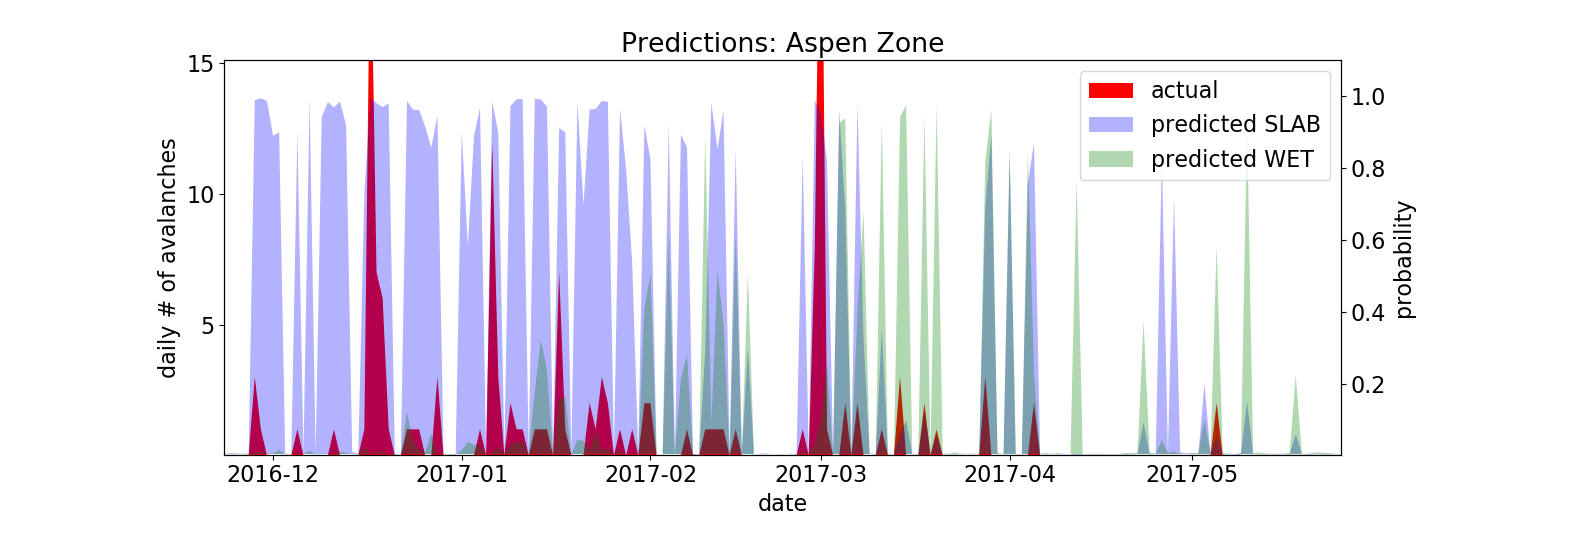 Predictions: Aspen Zone
15
10
5
daily # of avalanches
actual
predicted SLAB
predicted WET
1.0
0.8
0.6
0.4
0.2
probability
2016-12
2017-01
2017-02
2017-03
2017-04
2017-05
date